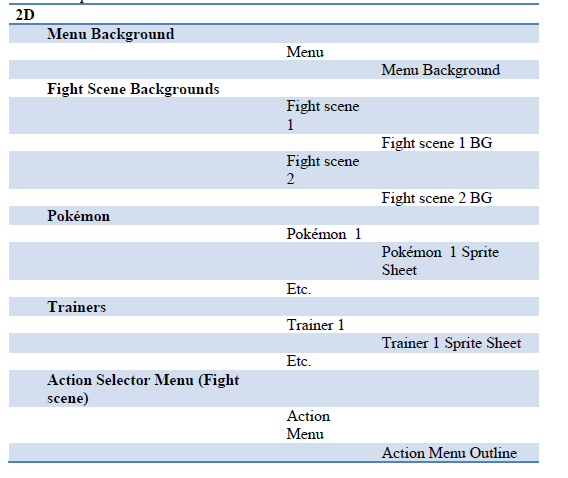 2D
Menu Background
Menu
Menu Background
Fight Scene Backgrounds
Fight scene
1
Fight scene 1 BG
Fight scene
2
Fight scene 2 BG
Pokémon
Pokémon 1
Pokémon 1 Sprite
Sheet
Etc.
Trainers
Trainer 1
Trainer 1 Sprite Sheet
Etc.
Action Selector Menu (Fight
scene)
Action
Menu
Action Menu Outline